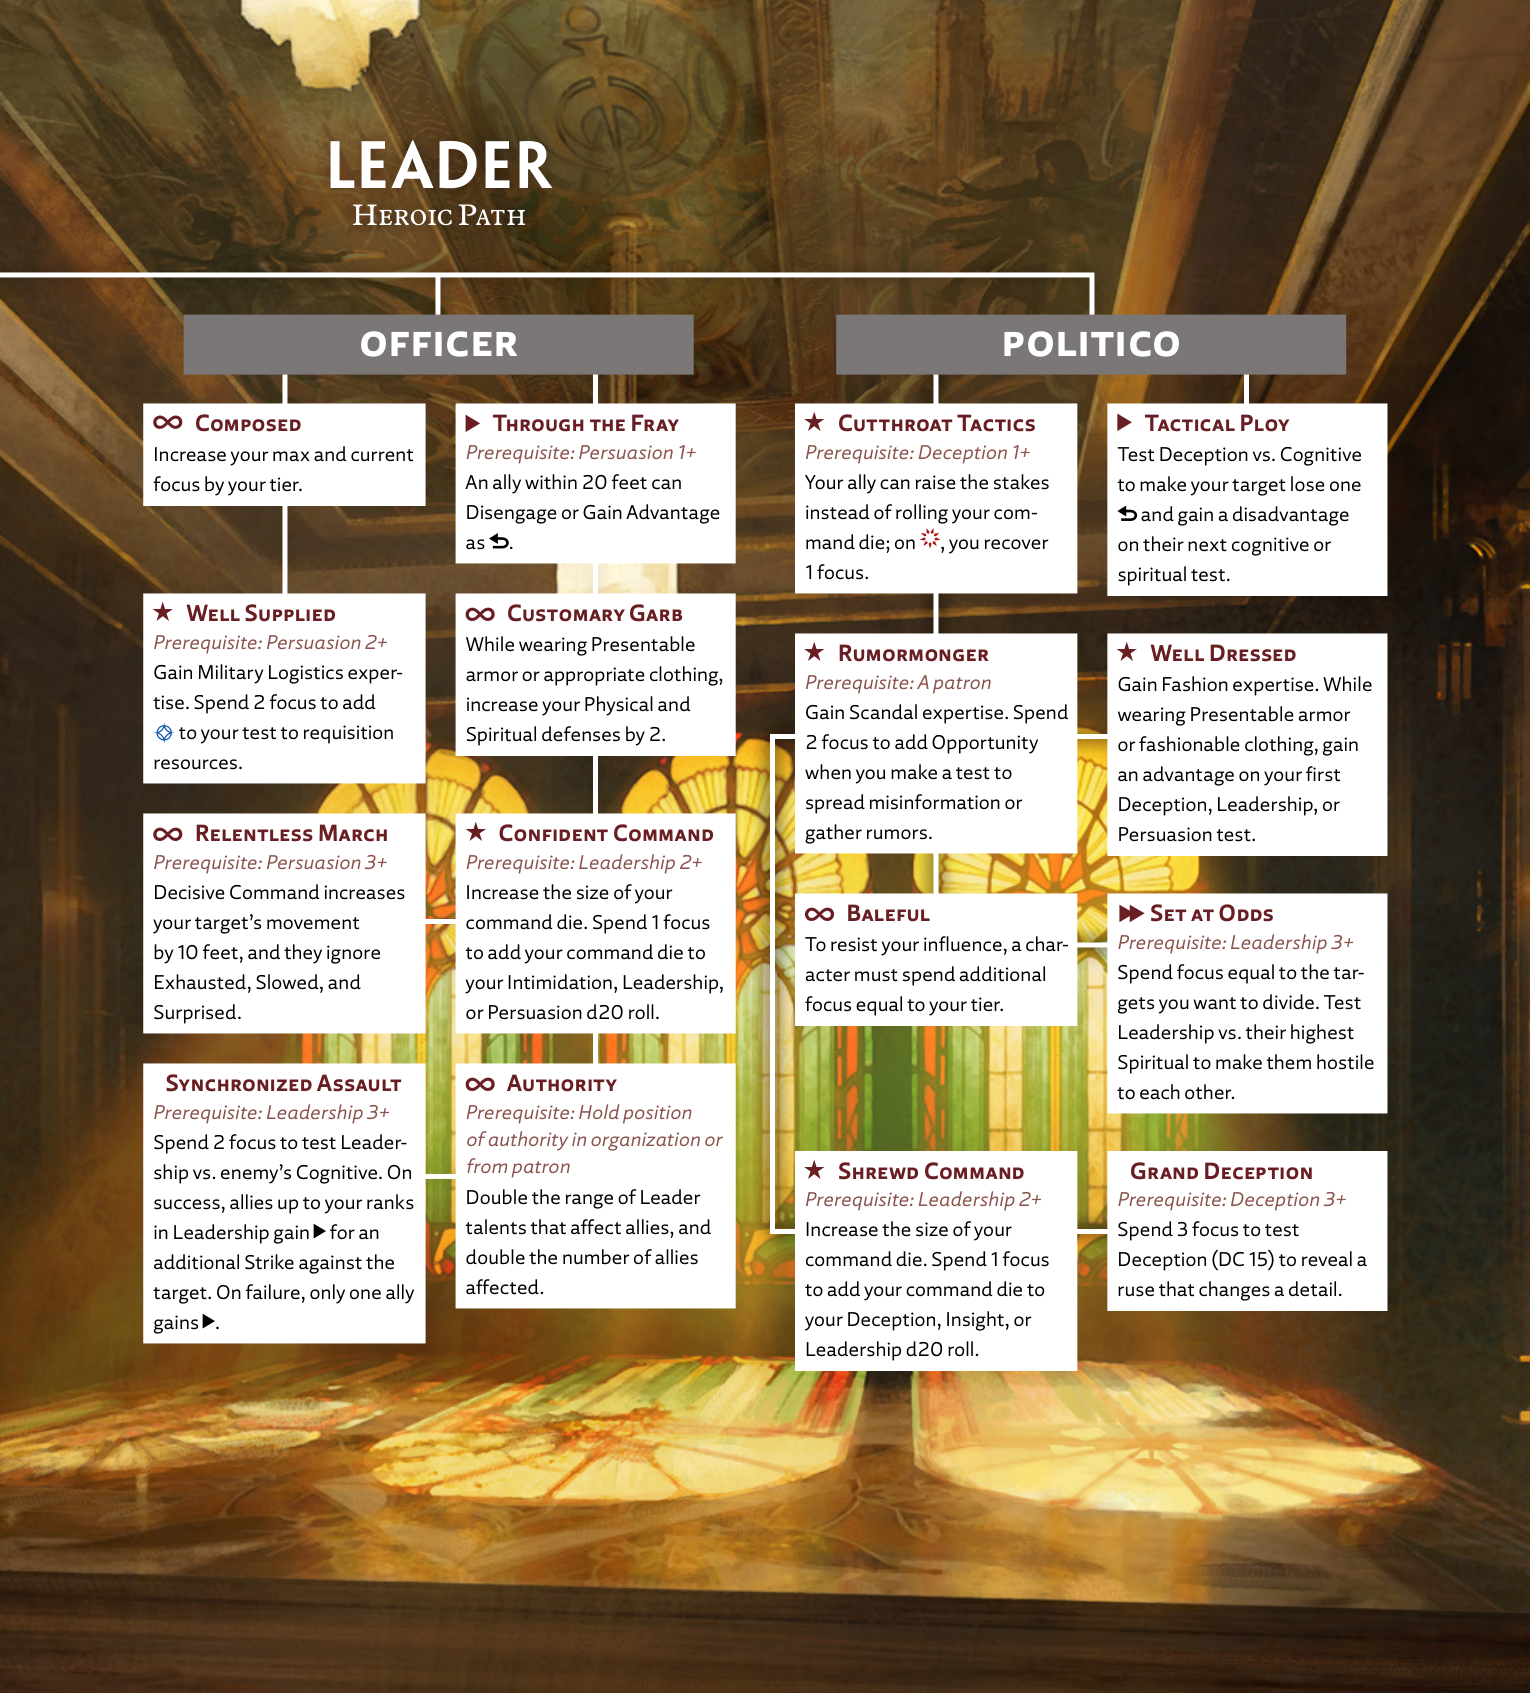 LEADER
Heroic Path
OFFICER
Composed
Increase your max and current
focus by your tier.
Through the Fray
Prerequisite: Persuasion 1+
An ally within 20 feet can
Disengage or Gain Advantage
as .
Well Supplied
Prerequisite: Persuasion 2+
Gain Military Logistics exper-
tise. Spend 2 focus to add
to your test to requisition
resources.
Customary Garb
While wearing Presentable
armor or appropriate clothing,
increase your Physical and
Spiritual defenses by 2.
Relentless March
Prerequisite: Persuasion 3+
Decisive Command increases
your target's movement
by 10 feet, and they ignore
Exhausted, Slowed, and
Surprised.
Confident Command
Prerequisite: Leadership 2+
Increase the size of your
command die. Spend 1 focus
to add your command die to
your Intimidation, Leadership,
or Persuasion d20 roll.
Synchronized Assault
Prerequisite: Leadership 3+
Spend 2 focus to test Leader-
ship vs. enemy's Cognitive. On
success, allies up to your ranks
in Leadership gain ▶ for an
additional Strike against the
target. On failure, only one ally
gains ▶.
Authority
Prerequisite: Hold position
of authority in organization or
from patron
Double the range of Leader
talents that affect allies, and
double the number of allies
affected.
POLITICO
Cutthroat Tactics
Prerequisite: Deception 1+
Your ally can raise the stakes
instead of rolling your com-
mand die; on , you recover
1 focus.
Tactical Ploy
Test Deception vs. Cognitive
to make your target lose one
and gain a disadvantage
on their next cognitive or
spiritual test.
Rumormonger
Prerequisite: A patron
Gain Scandal expertise. Spend
2 focus to add Opportunity
when you make a test to
spread misinformation or
gather rumors.
Well Dressed
Gain Fashion expertise. While
wearing Presentable armor
or fashionable clothing, gain
an advantage on your first
Deception, Leadership, or
Persuasion test.
Baleful
To resist your influence, a char-
acter must spend additional
focus equal to your tier.
Set at Odds
Prerequisite: Leadership 3+
Spend focus equal to the tar-
gets you want to divide. Test
Leadership vs. their highest
Spiritual to make them hostile
to each other.
Shrewd Command
Prerequisite: Leadership 2+
Increase the size of your
command die. Spend 1 focus
to add your command die to
your Deception, Insight, or
Leadership d20 roll.
Grand Deception
Prerequisite: Deception 3+
Spend 3 focus to test
Deception (DC 15) to reveal a
ruse that changes a detail.